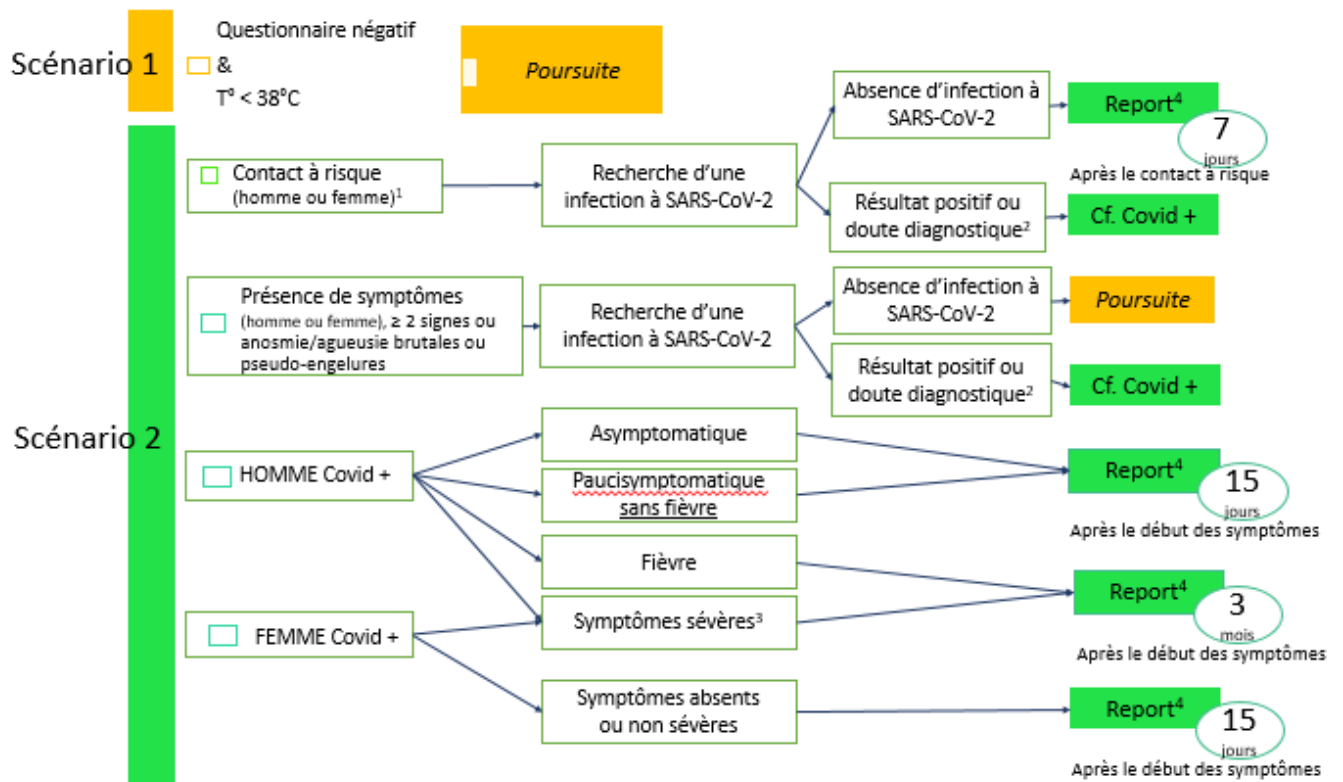 Scénario 1
Questionnaire négatif
&
T° < 38°C
Poursuite
Scénario 2
Contact à risque
(homme ou femme)¹
Recherche d'une
infection à SARS-CoV-2
Absence d'infection à
SARS-CoV-2
Report⁴
7
jours
Après le contact à risque
Résultat positif ou
doute diagnostique²
Cf. Covid +
Présence de symptômes
(homme ou femme), ≥ 2 signes ou
anosmie/agueusie brutales ou
pseudo-engelures
Recherche d'une
infection à SARS-CoV-2
Absence d'infection à
SARS-CoV-2
Poursuite
Résultat positif ou
doute diagnostique²
Cf. Covid +
HOMME Covid +
Asymptomatique
Paucisymptomatique
sans fièvre
Report⁴
15
jours
Après le début des symptômes
Fièvre
Symptômes sévères³
Report⁴
3
mois
Après le début des symptômes
FEMME Covid +
Symptômes absents
ou non sévères
Report⁴
15
jours
Après le début des symptômes